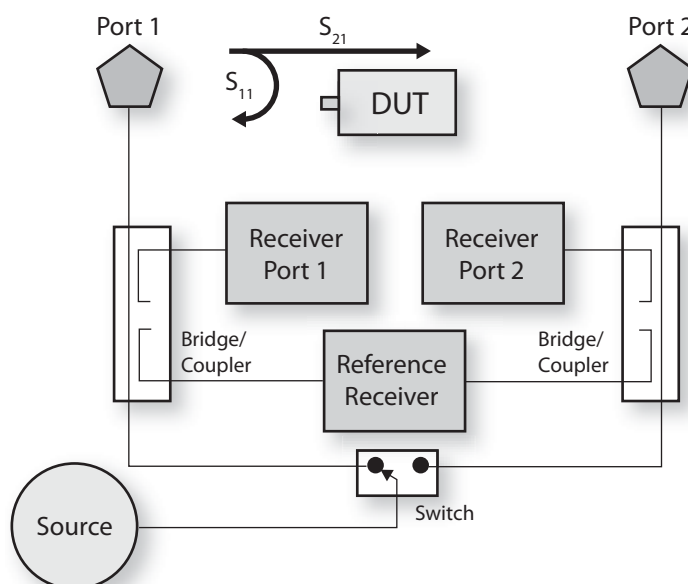 Port 1
Port 2
S21
S11
DUT
Receiver
Port 1
Receiver
Port 2
Bridge/
Coupler
Reference
Receiver
Bridge/
Coupler
Switch
Source